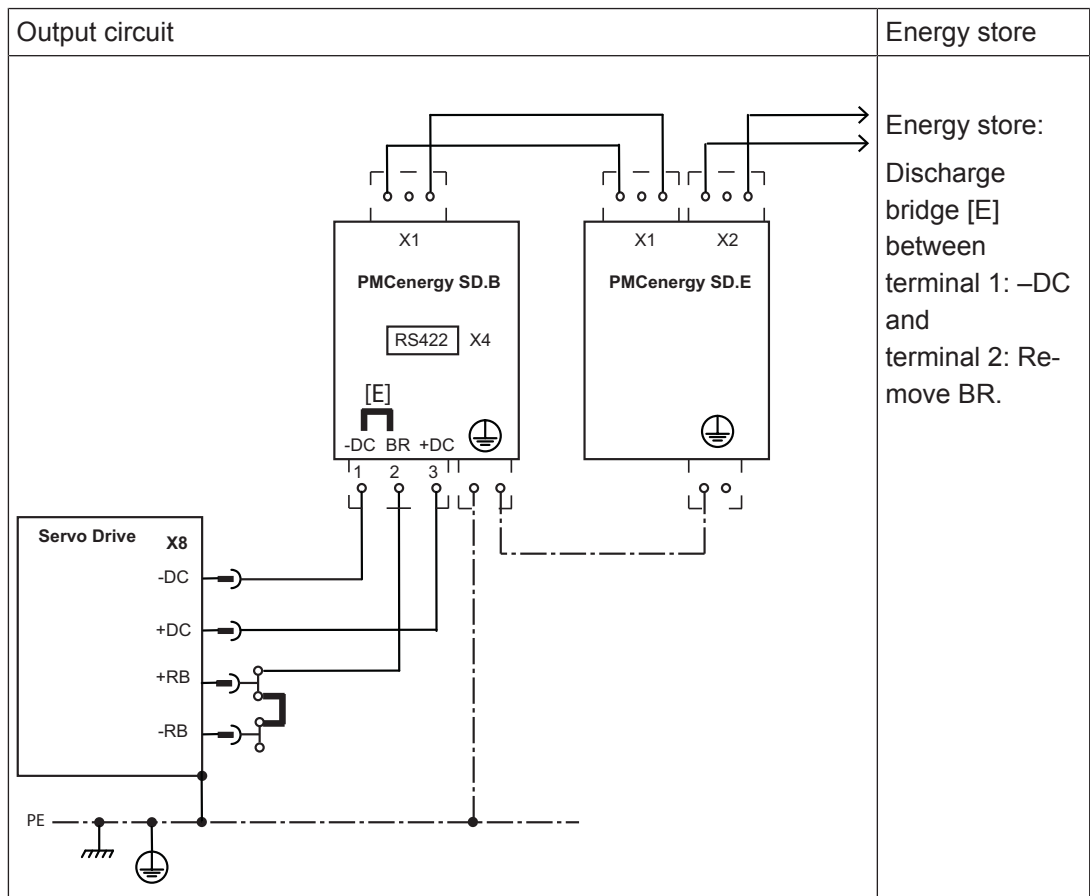 Output circuit
Energy store
Energy store:
Discharge
bridge [E]
between
terminal 1: –DC
and
terminal 2: Re-
move BR.
X1
X1 X2
PMCenergy SD.B
PMCenergy SD.E
RS422 X4
[E]
-DC BR +DC
1 2 3
Servo Drive X8
-DC
+DC
+RB
-RB
PE